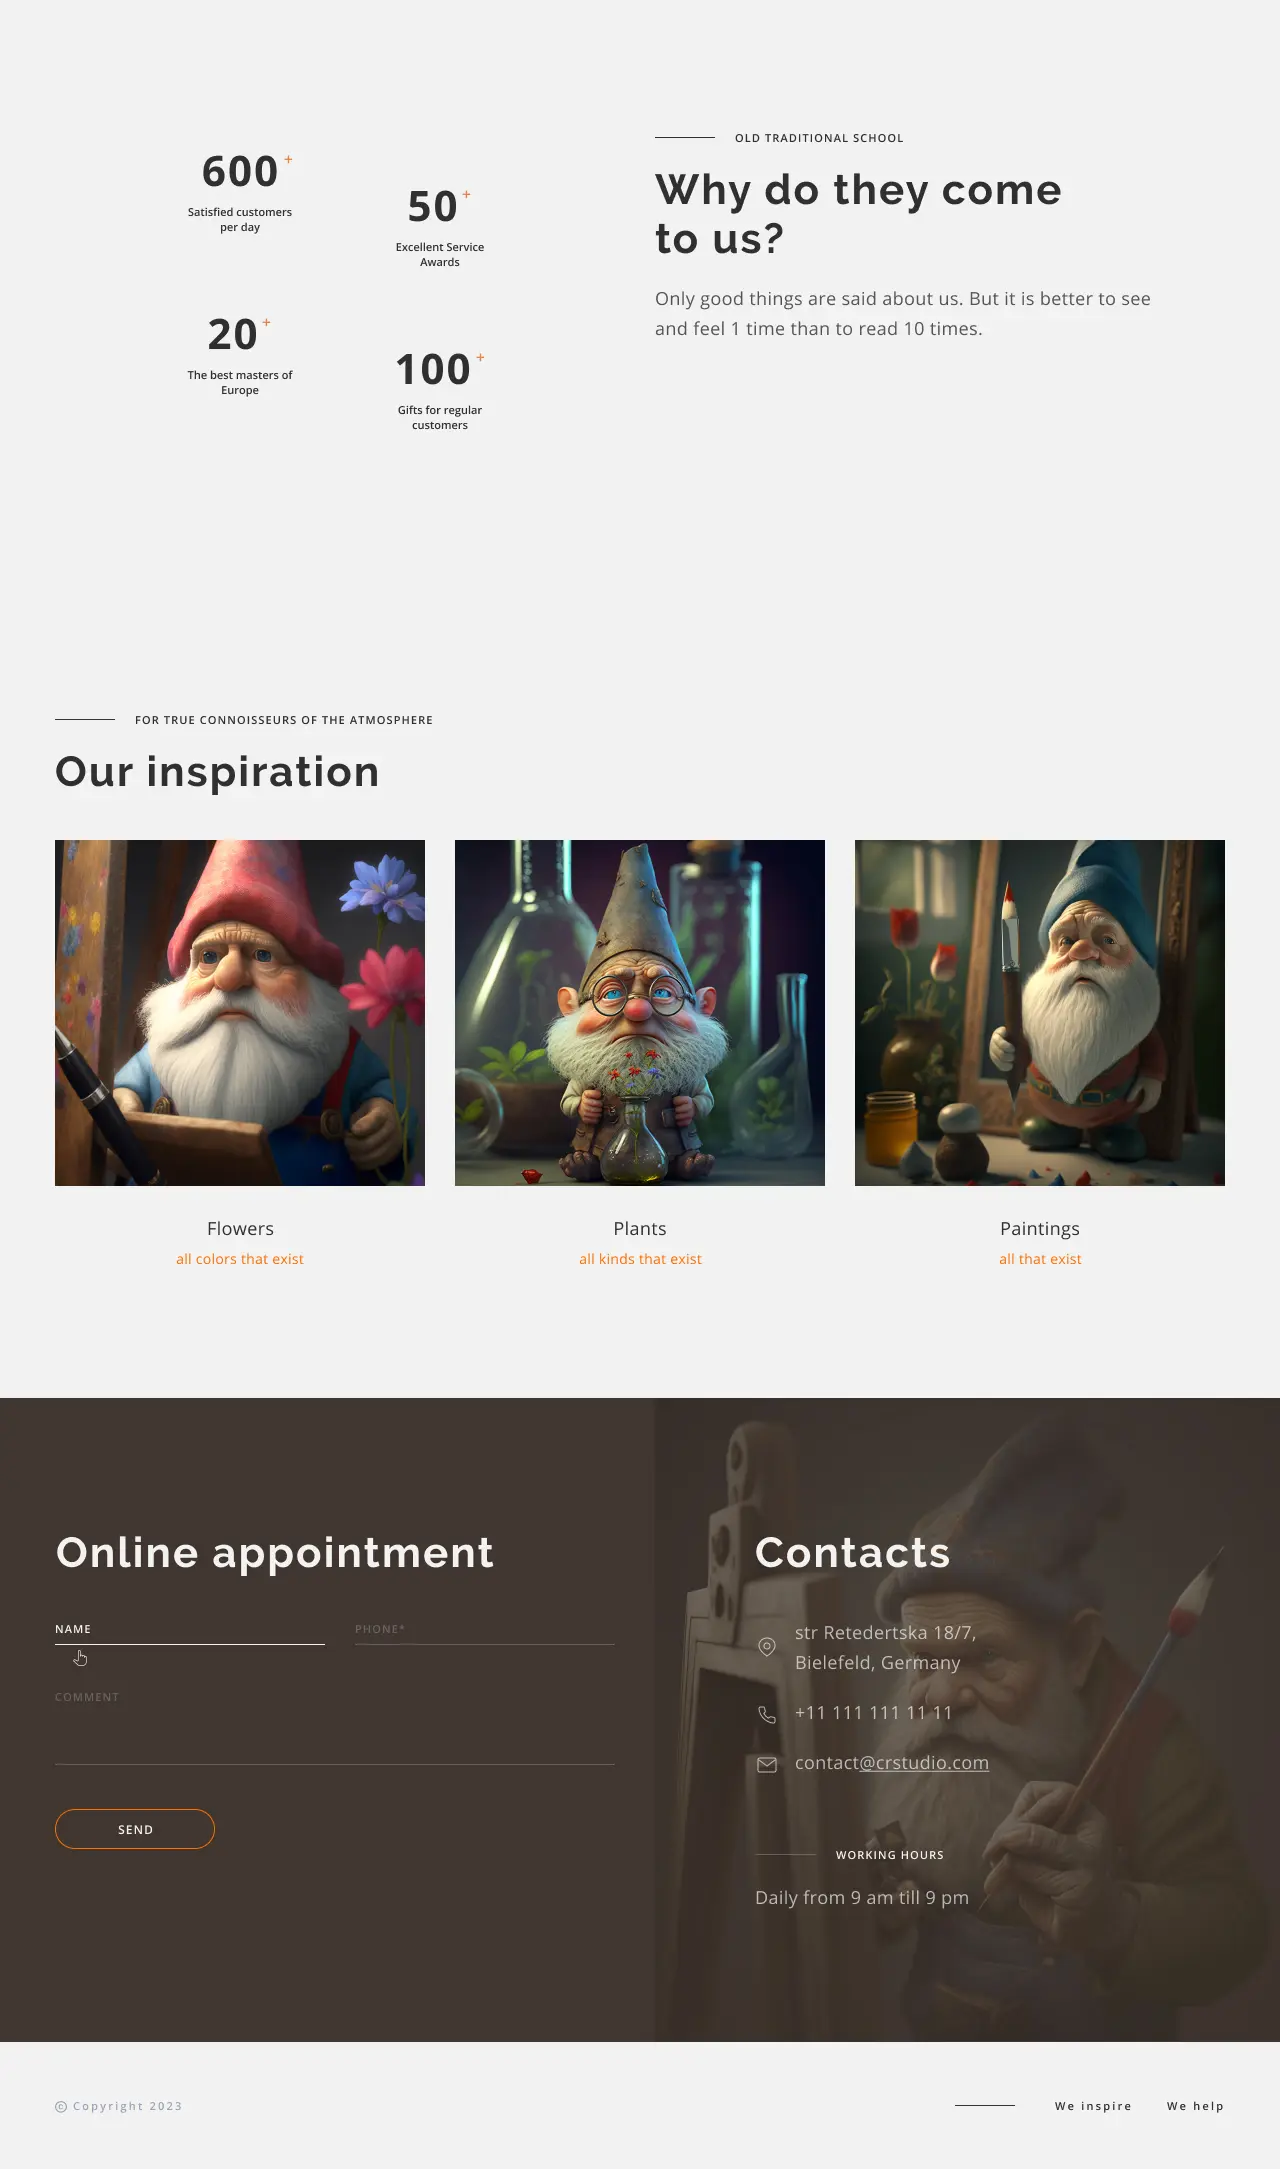 600+
Satisfied customers
per day
50+
Excellent Service
Awards
20+
The best masters of
Europe
100+
Gifts for regular
customers
OLD TRADITIONAL SCHOOL
Why do they come
to us?
Only good things are said about us. But it is better to see
and feel 1 time than to read 10 times.
FOR TRUE CONNOISSEURS OF THE ATMOSPHERE
Our inspiration
Flowers
all colors that exist
Plants
all kinds that exist
Paintings
all that exist
Online appointment
NAME
PHONE*
COMMENT
SEND
Contacts
str Retedertska 18/7,
Bielefeld, Germany
+11 111 111 11 11
contact@crstudio.com
WORKING HOURS
Daily from 9 am till 9 pm
© Copyright 2023
We inspire
We help